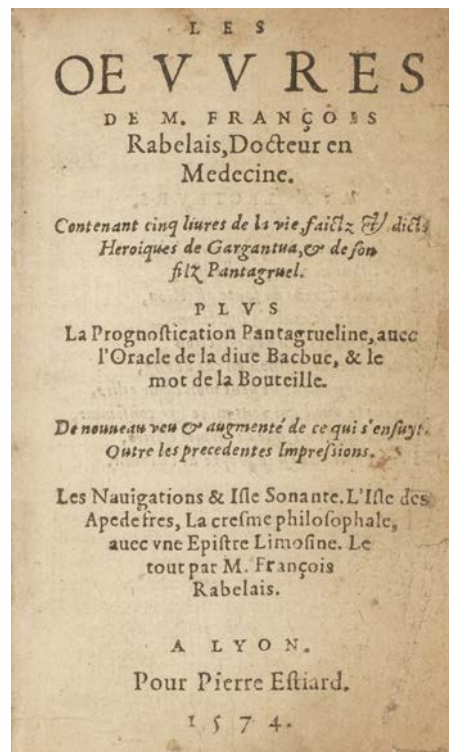 LES
OEVVRES
DE M. FRANÇOIS
Rabelais, Docteur en
Medecine.
Contenant cinq liures de la vie, faictz & dicts
Heroiques de Gargantua, & de ſon
filz Pantagruel.
PLVS
La Prognoſtication Pantagrueline, auec
l'Oracle de la diue Bacbuc, & le
mot de la Bouteille.
De nouueau veu & augmenté de ce qui s'enſuyt.
Outre les precedentes Impreſsions.
Les Nauigations & Iſle Sonante. L'Iſle des
Apedefres, La creſme philoſophale,
auec vne Epiſtre Limoſine. Le
tout par M. François
Rabelais.
A LYON.
Pour Pierre Eſtiard.
1574.